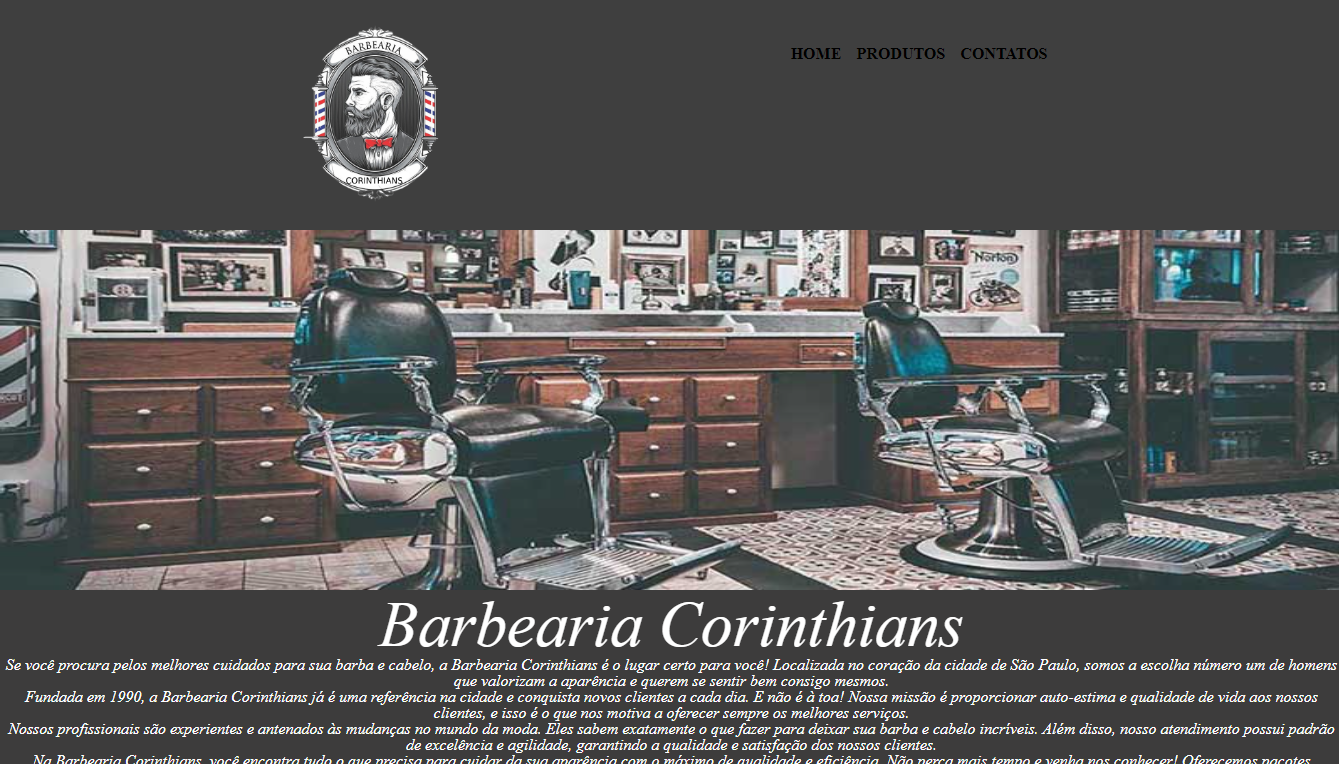 BARBEARIA
CORINTHIANS
HOME PRODUTOS CONTATOS
Norton
Barbearia Corinthians
Se você procura pelos melhores cuidados para sua barba e cabelo, a Barbearia Corinthians é o lugar certo para você! Localizada no coração da cidade de São Paulo, somos a escolha número um de homens
que valorizam a aparência e querem se sentir bem consigo mesmos.
Fundada em 1990, a Barbearia Corinthians já é uma referência na cidade e conquista novos clientes a cada dia. E não é à toa! Nossa missão é proporcionar auto-estima e qualidade de vida aos nossos
clientes, e isso é o que nos motiva a oferecer sempre os melhores serviços.
Nossos profissionais são experientes e antenados às mudanças no mundo da moda. Eles sabem exatamente o que fazer para deixar sua barba e cabelo incríveis. Além disso, nosso atendimento possui padrão
de excelência e agilidade, garantindo a qualidade e satisfação dos nossos clientes.
Na Barbearia Corinthians, você encontra tudo o que precisa para cuidar da sua aparência com o máximo de qualidade e eficiência. Não perca mais tempo e venha nos conhecer! Oferecemos pacotes